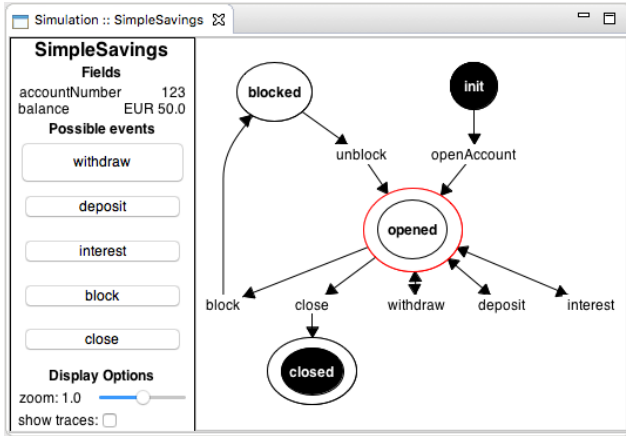 Simulation :: SimpleSavings
SimpleSavings
Fields
accountNumber 123
balance EUR 50.0
Possible events
withdraw
deposit
interest
block
close
Display Options
zoom: 1.0
show traces:
blocked
init
unblock
openAccount
opened
block
close
withdraw
deposit
interest
closed